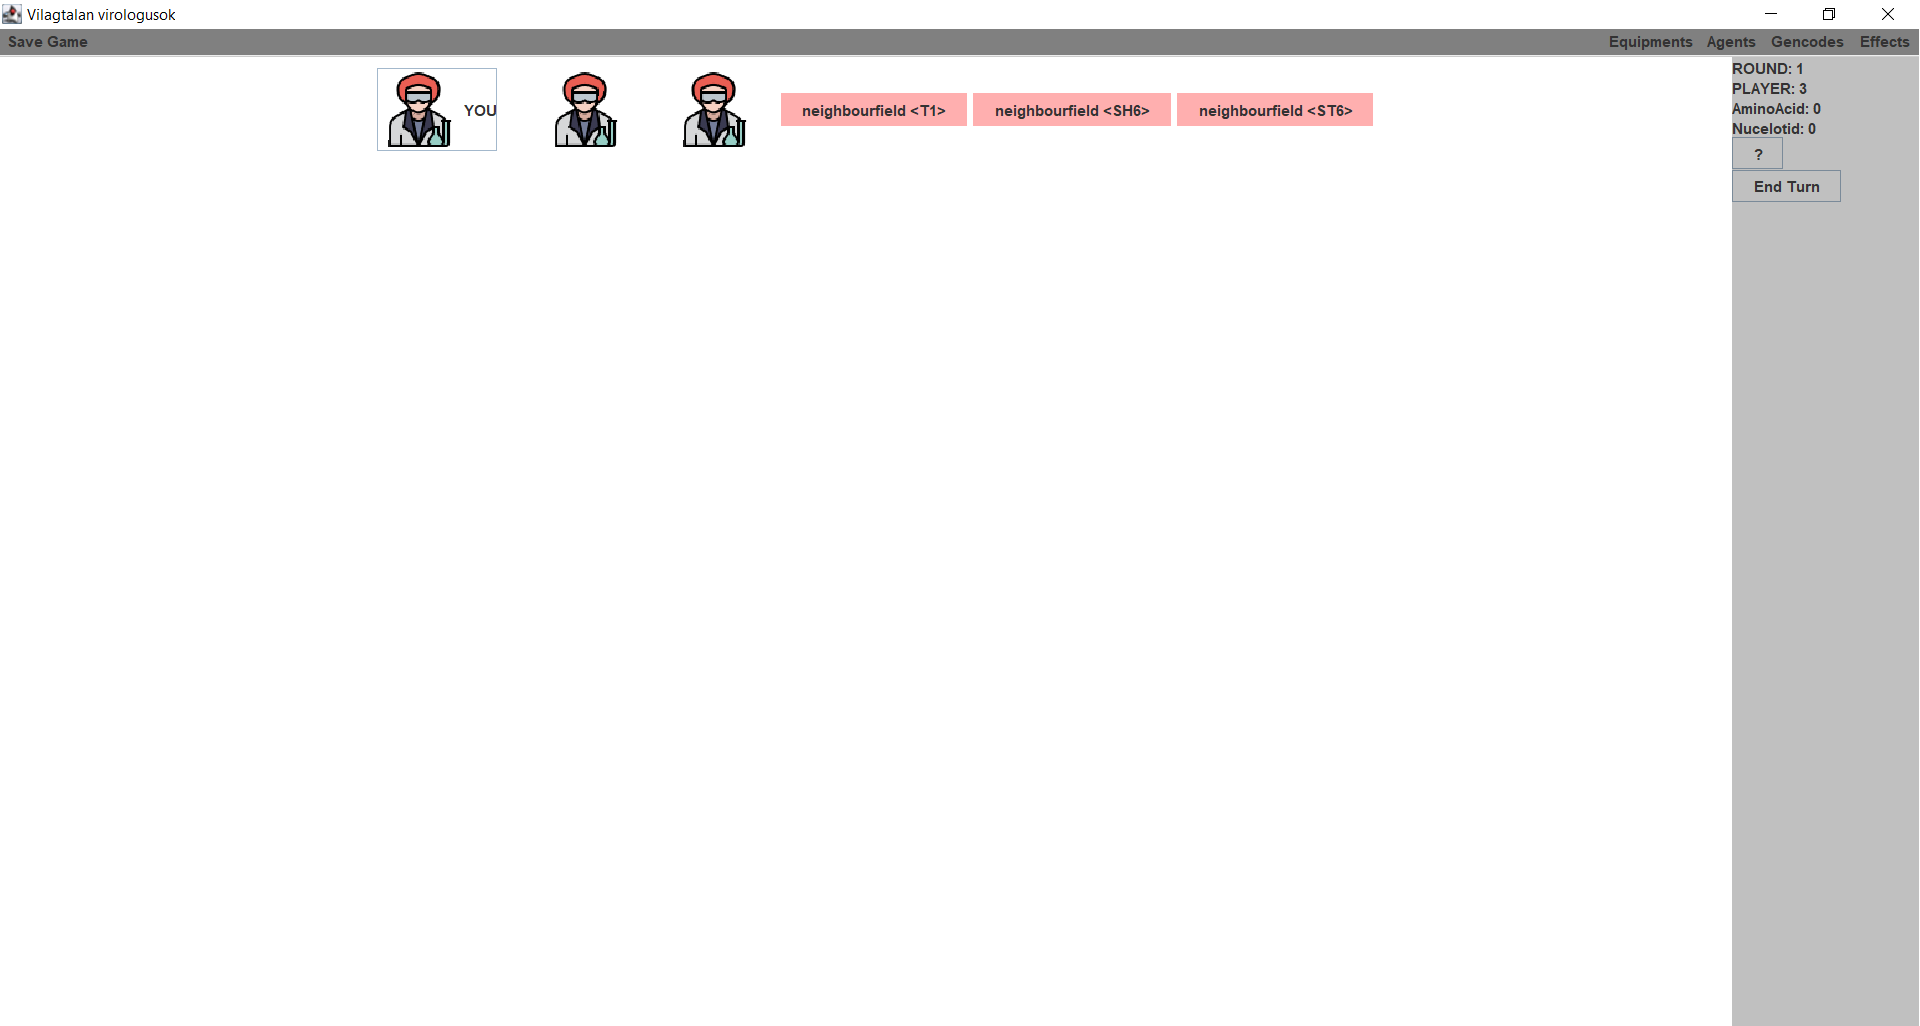 Vilagtalan virologusok
Save Game Equipments Agents Gencodes Effects
YOU neighbourfield <T1> neighbourfield <SH6> neighbourfield <ST6>
ROUND: 1
PLAYER: 3
AminoAcid: 0
Nucelotid: 0
?
End Turn